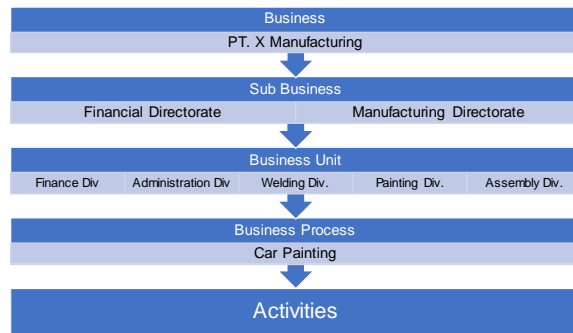 Business
PT. X Manufacturing
Sub Business
Financial Directorate Manufacturing Directorate
Business Unit
Finance Div Administration Div Welding Div. Painting Div. Assembly Div.
Business Process
Car Painting
Activities